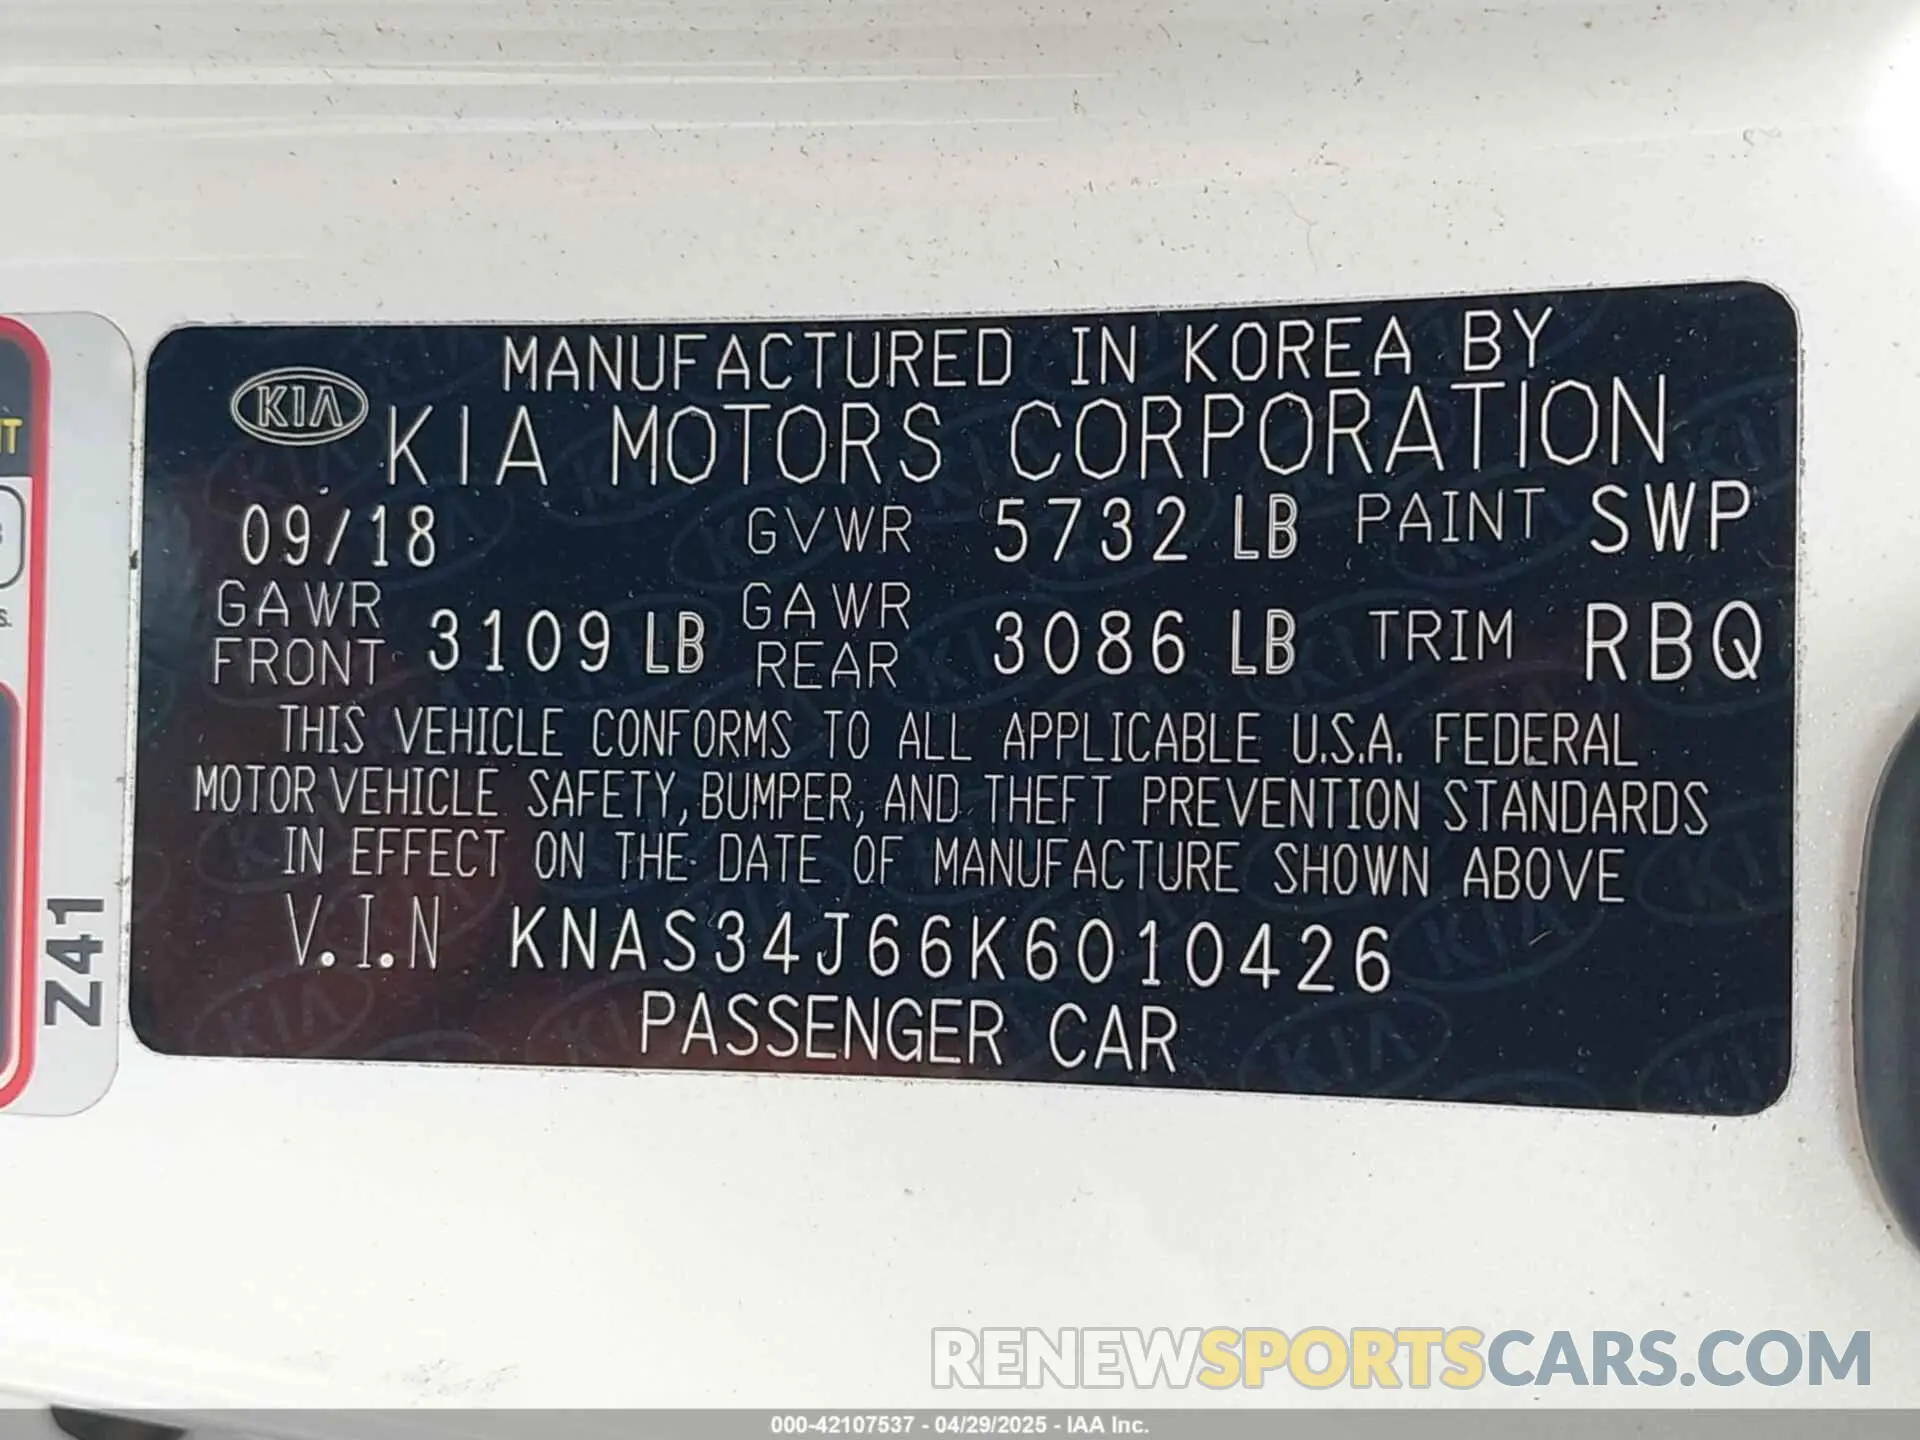 MANUFACTURED IN KOREA BY
KIA KIA MOTORS CORPORATION
09/18 GVWR 5732 LB PAINT SWP
GAWR FRONT 3109 LB GAWR REAR 3086 LB TRIM RBQ
THIS VEHICLE CONFORMS TO ALL APPLICABLE U.S.A. FEDERAL
MOTOR VEHICLE SAFETY, BUMPER, AND THEFT PREVENTION STANDARDS
IN EFFECT ON THE DATE OF MANUFACTURE SHOWN ABOVE
V.I.N KNAS34J66K6010426
PASSENGER CAR
Z41
RENEWSPORTSCARS.COM
000-42107537 - 04/29/2025 - IAA Inc.